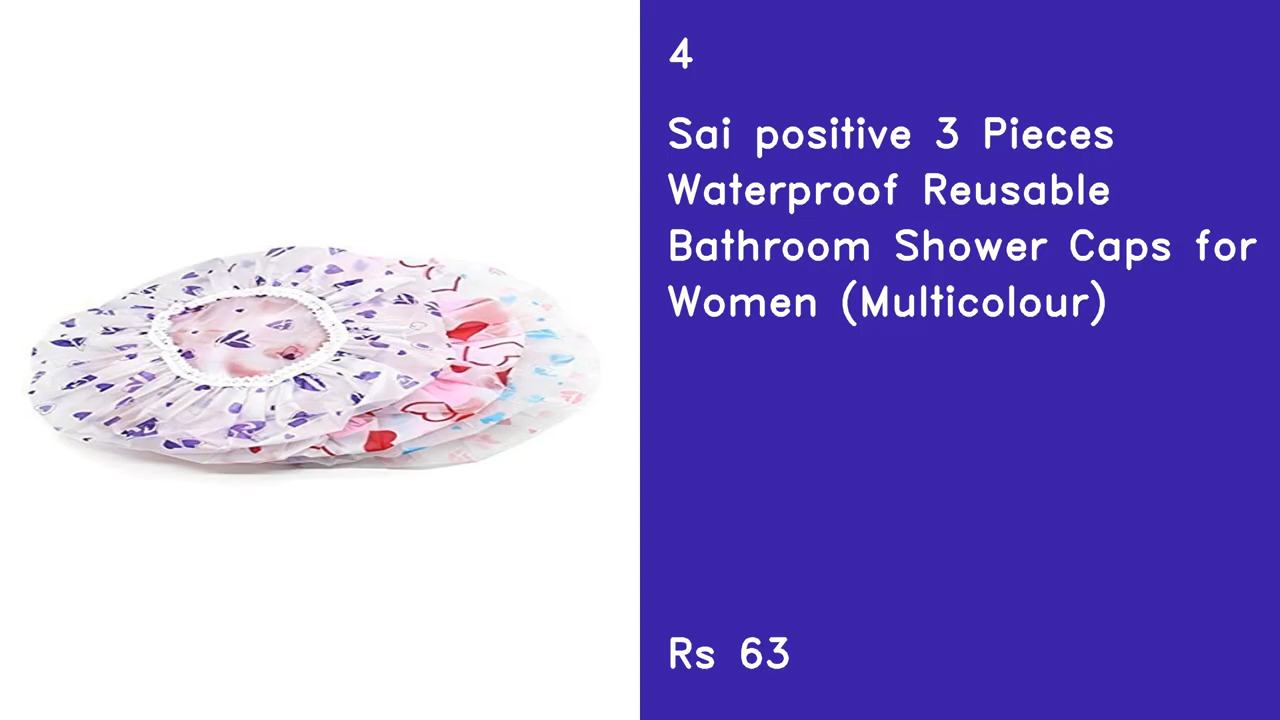 4
Sai positive 3 Pieces
Waterproof Reusable
Bathroom Shower Caps for
Women (Multicolour)
Rs 63